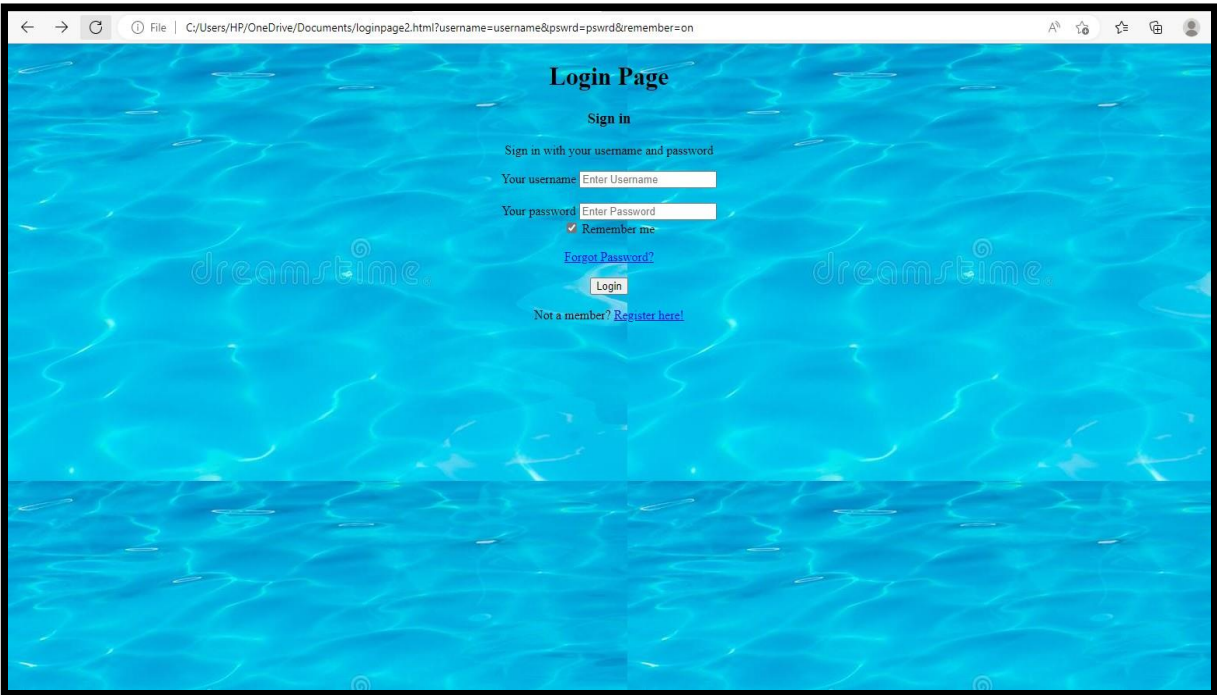 File C:/Users/HP/OneDrive/Documents/loginpage2.html?username=username&pswrd=pswrd&remember=on
Login Page
Sign in
Sign in with your username and password
Your username Enter Username
Your password Enter Password
Remember me
Forgot Password?
dreamstime. dreamstime.
Login
Not a member? Register here!